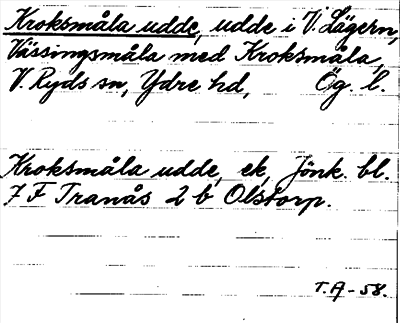 Kroksmåla udde, udde i V. Lägern,
Vässingsmåla med Kroksmåla,
V. Ryds sn, Ydre hd, Ög. l.
Kroksmåla udde, ek, Jönk. bl.
7 F Tranås 2 b Olstorp.
T.A-58.